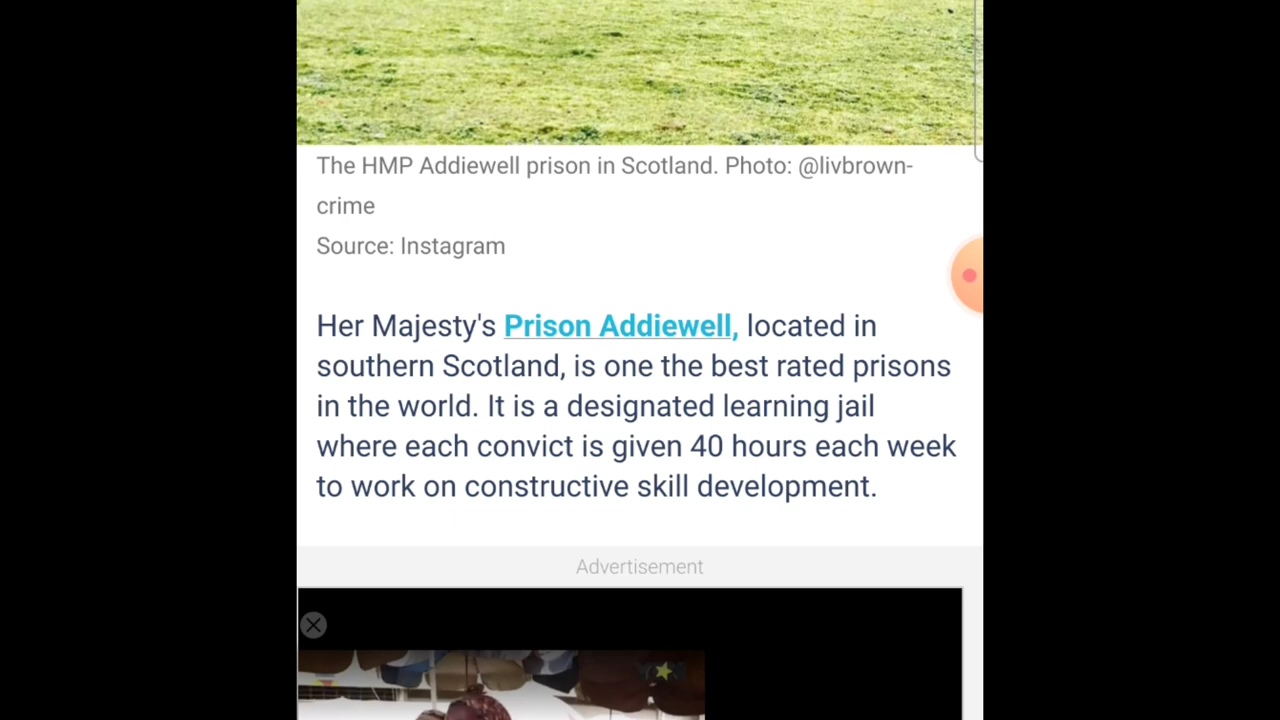 The HMP Addiewell prison in Scotland. Photo: @livbrown-
crime
Source: Instagram
Her Majesty's Prison Addiewell, located in
southern Scotland, is one the best rated prisons
in the world. It is a designated learning jail
where each convict is given 40 hours each week
to work on constructive skill development.
Advertisement